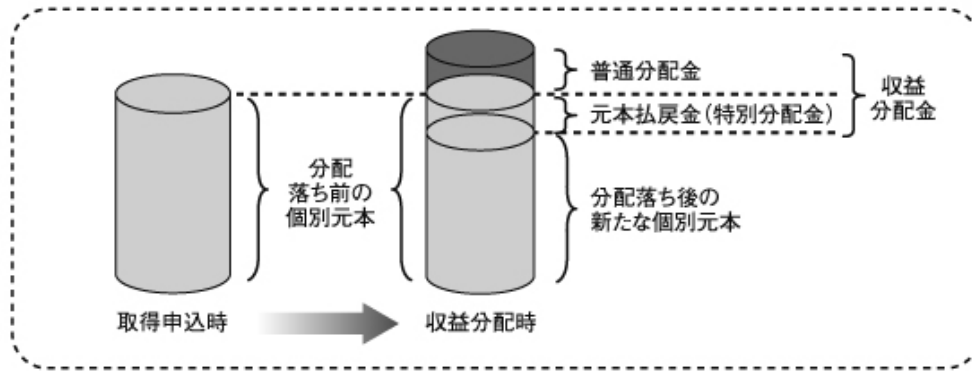 普通分配金
収益
分配金
元本払戻金（特別分配金）
分配
落ち前の
個別元本
分配落ち後の
新たな個別元本
取得申込時
収益分配時